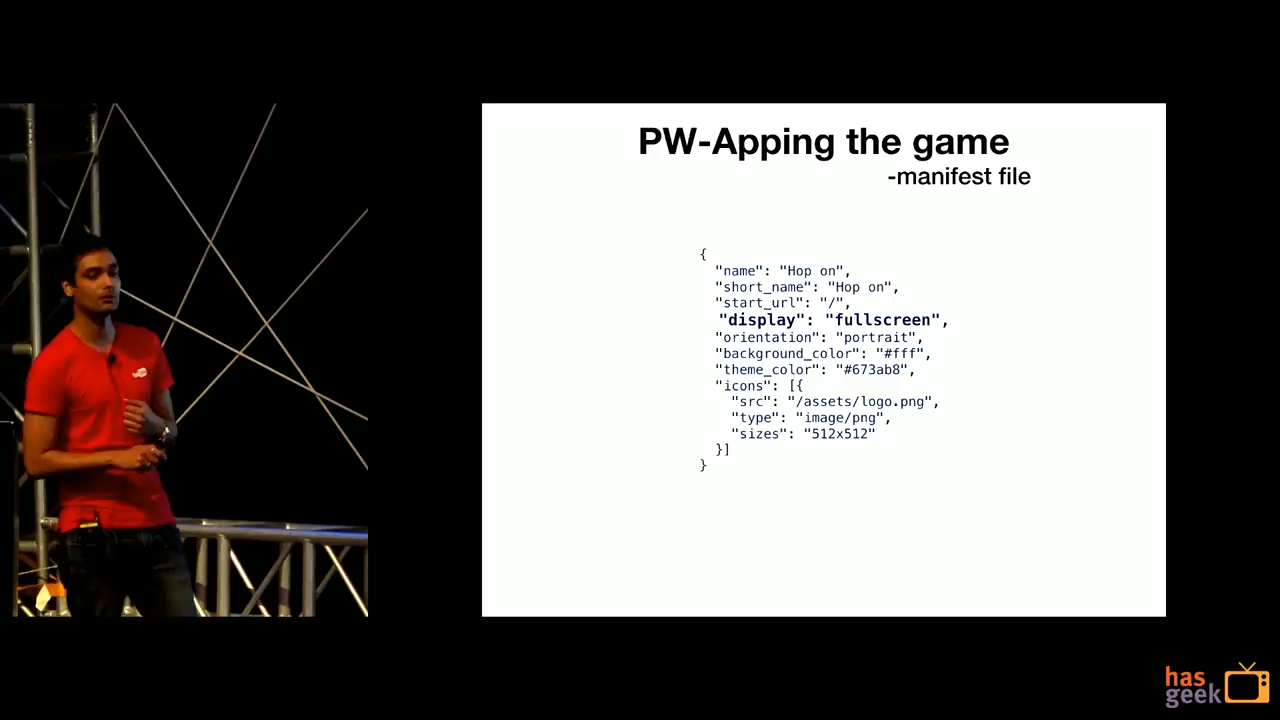 PW-Apping the game
-manifest file
{
"name": "Hop on",
"short_name": "Hop on",
"start_url": "/",
"display": "fullscreen",
"orientation": "portrait",
"background_color": "#fff",
"theme_color": "#673ab8",
"icons": [{
"src": "/assets/logo.png",
"type": "image/png",
"sizes": "512x512"
}]
}
has
geek